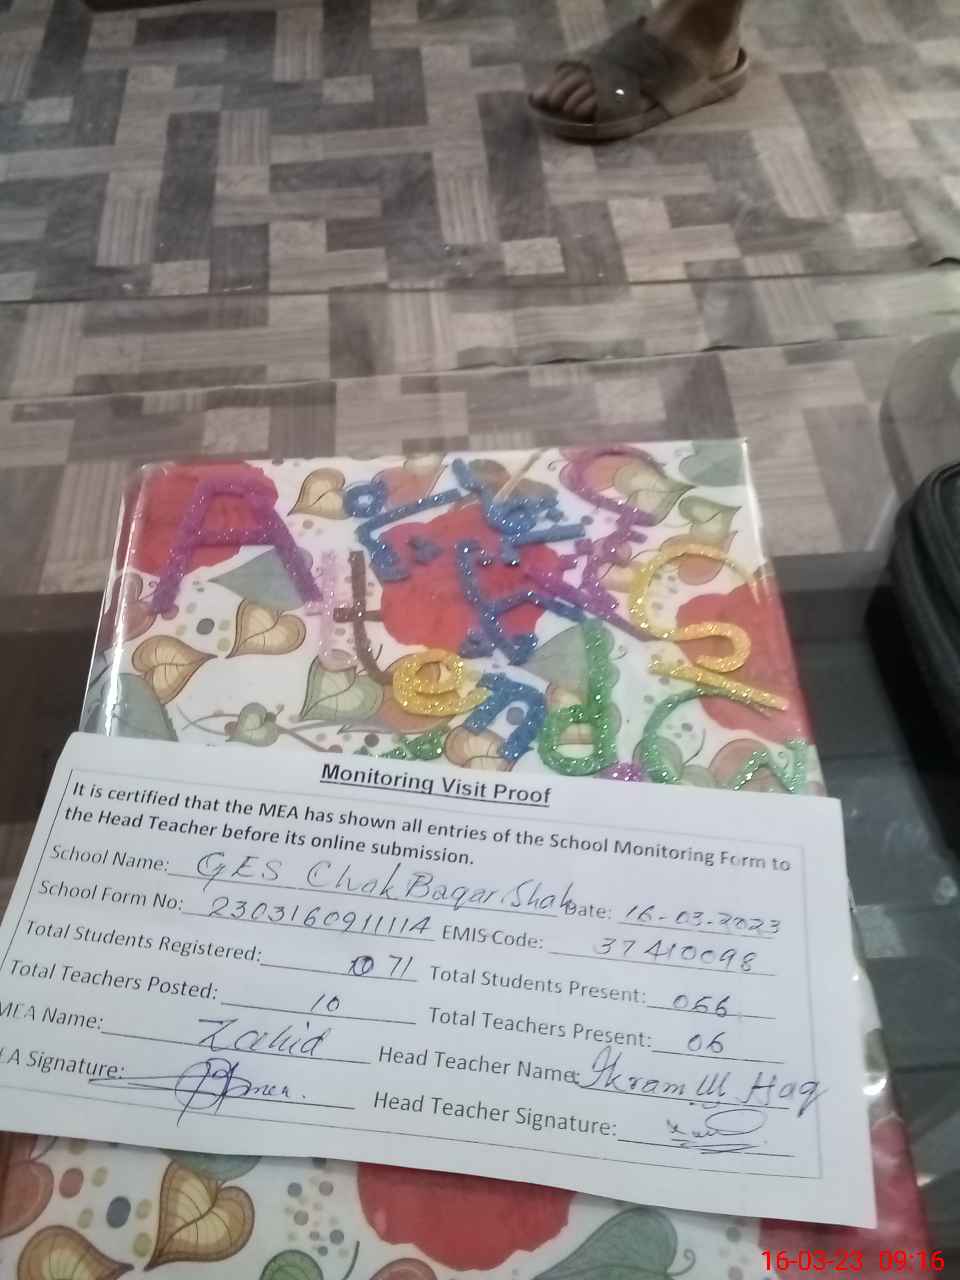 Attend
Monitoring Visit Proof
It is certified that the MEA has shown all entries of the School Monitoring Form to
the Head Teacher before its online submission.
School Name: GES Chak Baqar Shah Date: 16-03-2023
School Form No: 2303160911114 EMIS Code: 37410098
Total Students Registered: 71 Total Students Present: 066
Total Teachers Posted: 10 Total Teachers Present: 06
MEA Name: Zahid Head Teacher Name: Ikram Ul Haq
EA Signature: Head Teacher Signature:
16-03-23 09:16